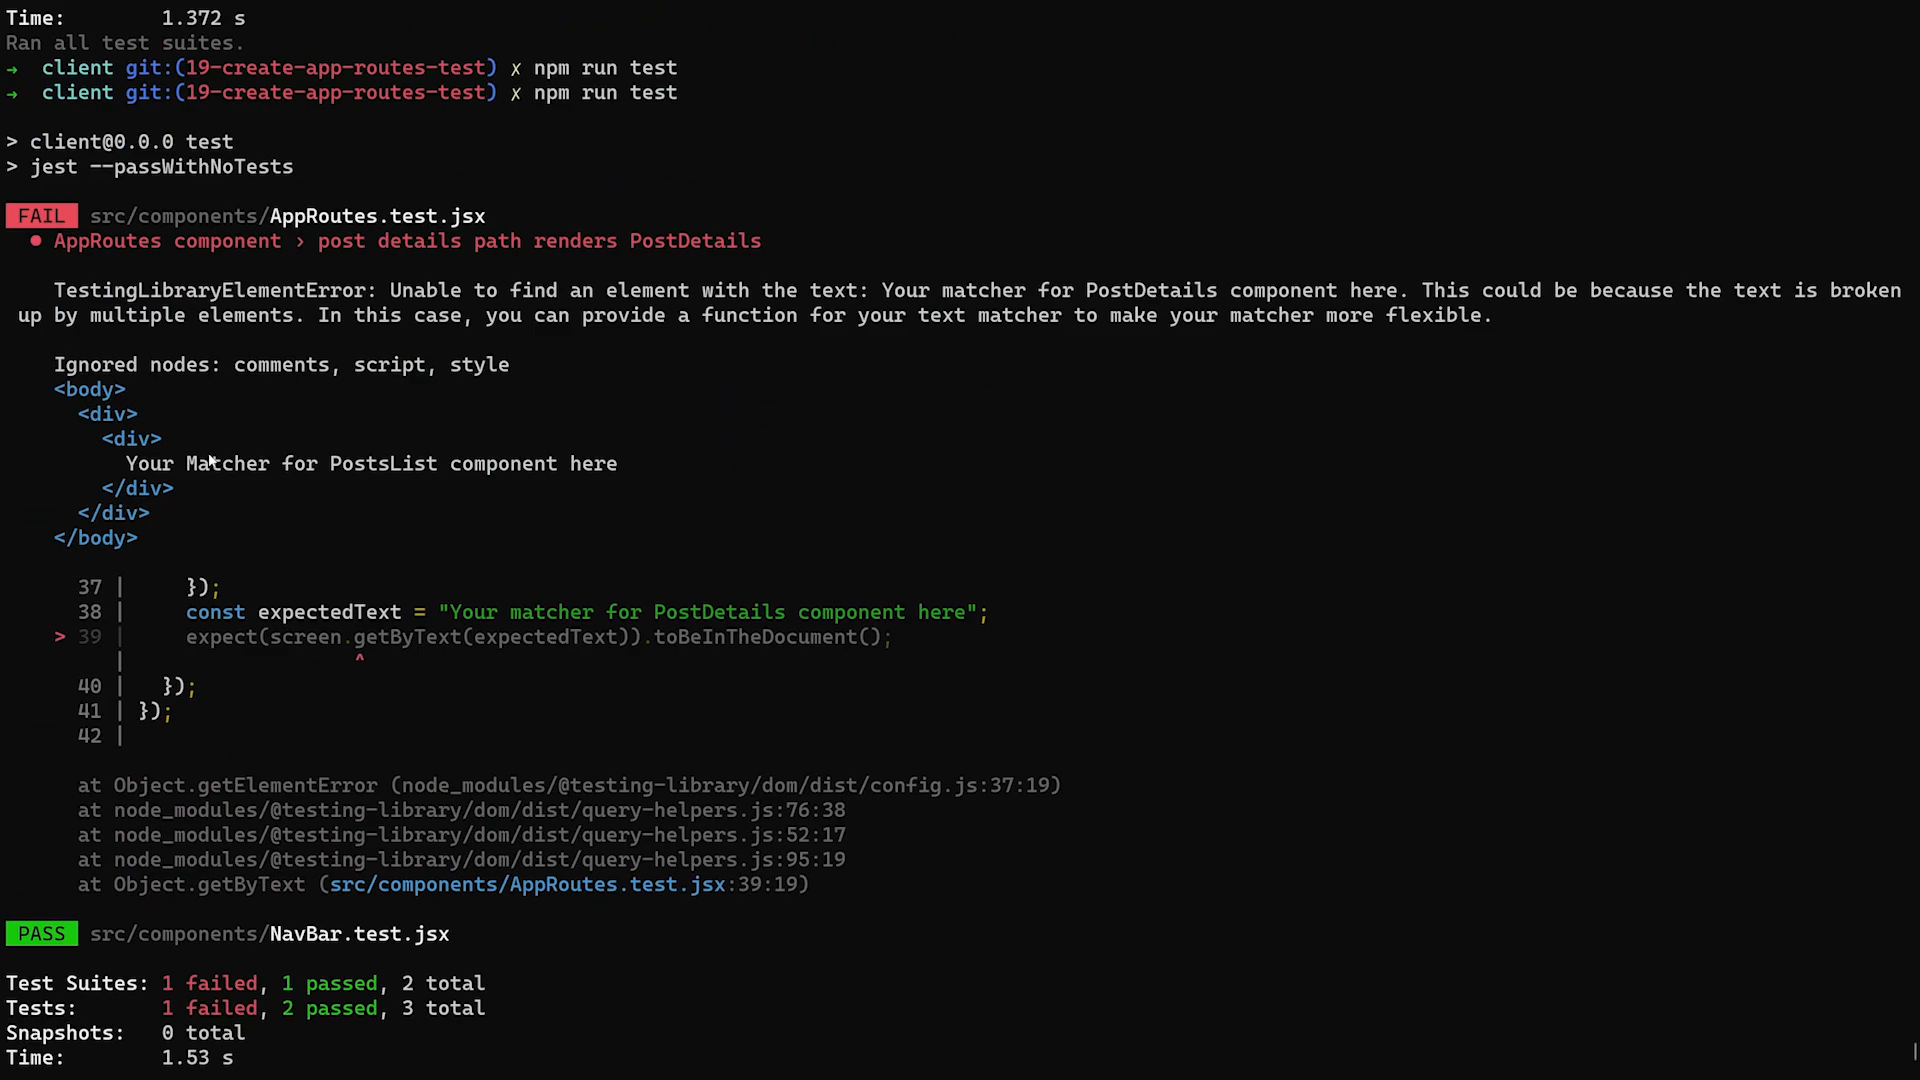 Time:        1.372 s
Ran all test suites.
→  client git:(19-create-app-routes-test) ✗ npm run test
→  client git:(19-create-app-routes-test) ✗ npm run test
> client@0.0.0 test
> jest --passWithNoTests
FAIL  src/components/AppRoutes.test.jsx
● AppRoutes component › post details path renders PostDetails
TestingLibraryElementError: Unable to find an element with the text: Your matcher for PostDetails component here. This could be because the text is broken
up by multiple elements. In this case, you can provide a function for your text matcher to make your matcher more flexible.
Ignored nodes: comments, script, style
<body>
<div>
<div>
Your Matcher for PostsList component here
</div>
</div>
</body>
37 |     });
38 |     const expectedText = "Your matcher for PostDetails component here";
> 39 |     expect(screen.getByText(expectedText)).toBeInTheDocument();
|                   ^
40 |   });
41 | });
42 |
at Object.getElementError (node_modules/@testing-library/dom/dist/config.js:37:19)
at node_modules/@testing-library/dom/dist/query-helpers.js:76:38
at node_modules/@testing-library/dom/dist/query-helpers.js:52:17
at node_modules/@testing-library/dom/dist/query-helpers.js:95:19
at Object.getByText (src/components/AppRoutes.test.jsx:39:19)
PASS  src/components/NavBar.test.jsx
Test Suites: 1 failed, 1 passed, 2 total
Tests:       1 failed, 2 passed, 3 total
Snapshots:   0 total
Time:        1.53 s